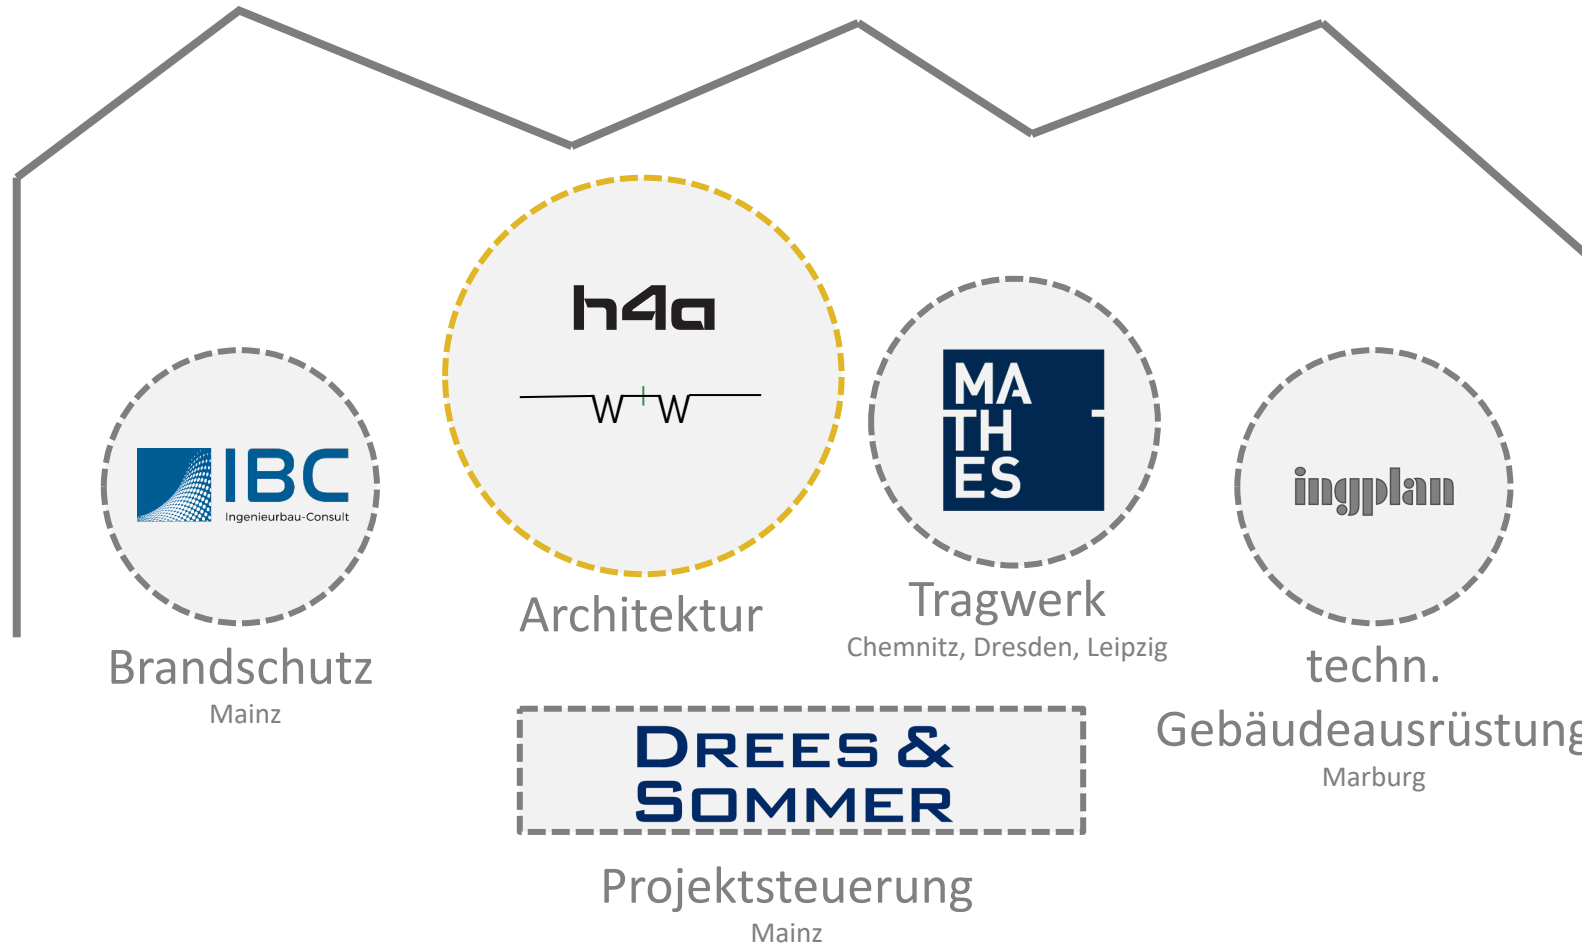 h4a
W W
IBC
Ingenieurbau-Consult
MA
TH
ES
ingplan
Architektur
Tragwerk
Chemnitz, Dresden, Leipzig
Brandschutz
Mainz
techn.
Gebäudeausrüstung
Marburg
DREES &
SOMMER
Projektsteuerung
Mainz